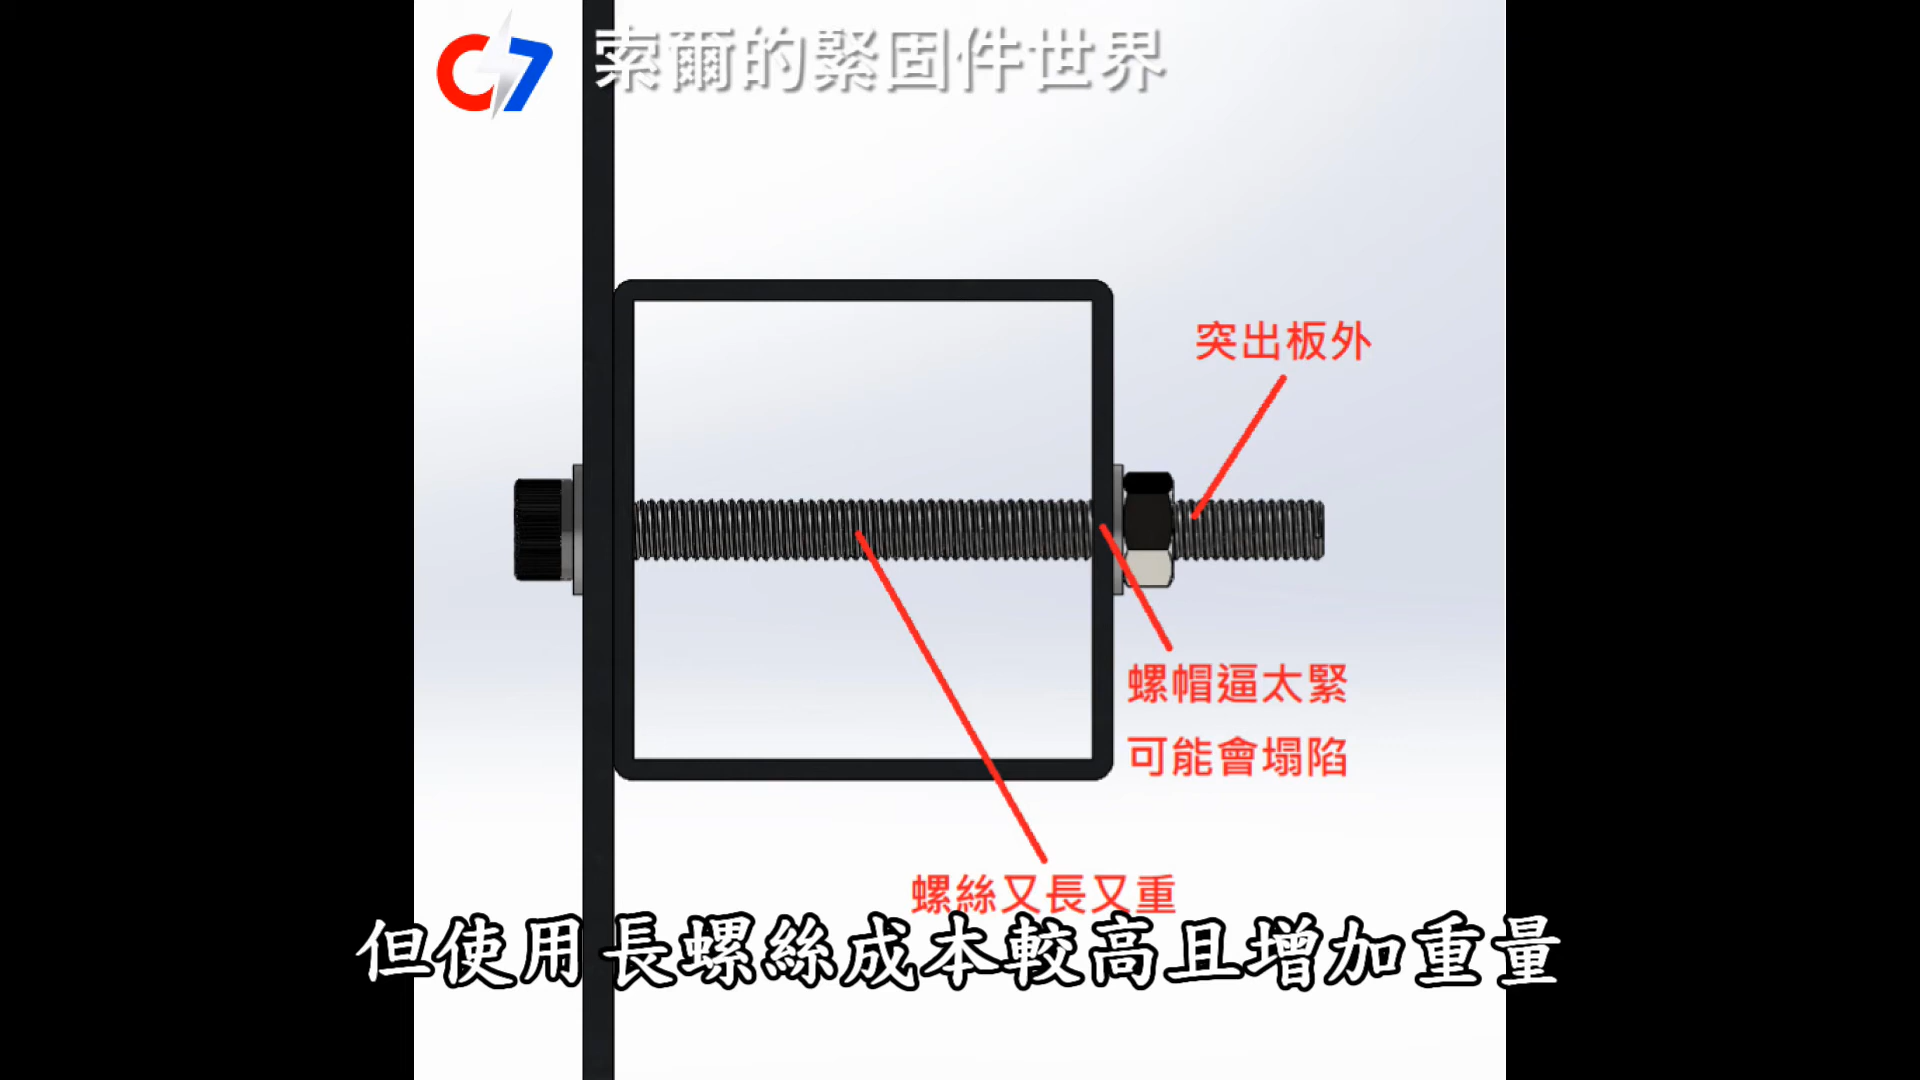 C7
索爾的緊固件世界
突出板外
螺帽逼太緊
可能會塌陷
螺絲又長又重
但使用長螺絲成本較高且增加重量